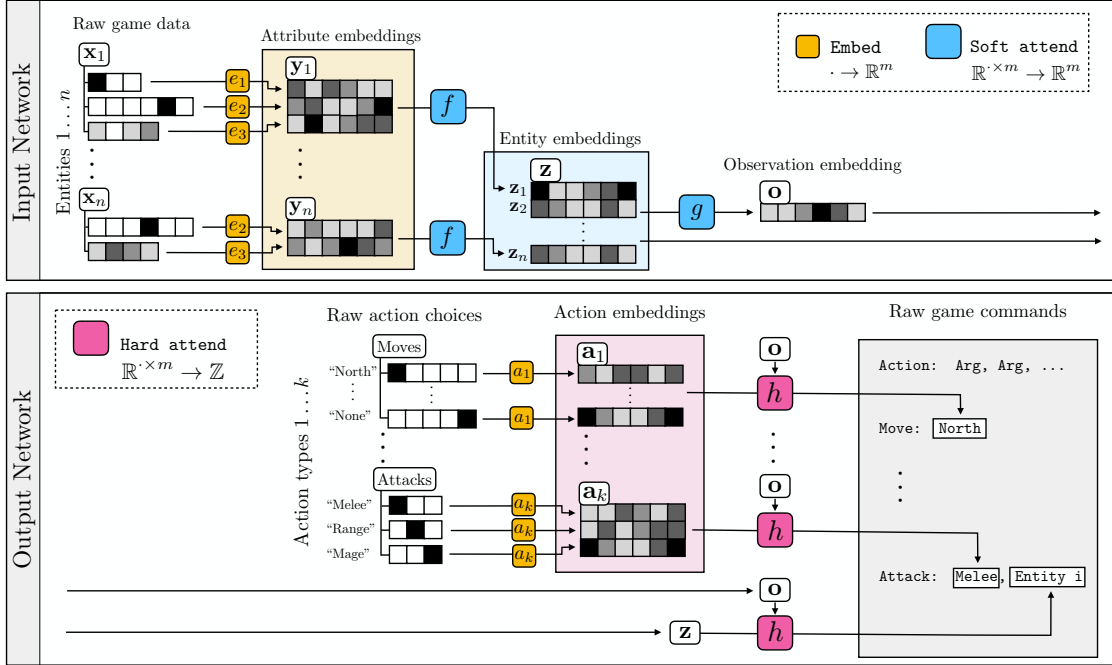 Input Network
Raw game data
Attribute embeddings
Embed
· → ℝᵐ
Soft attend
ℝ^{·×m} → ℝᵐ
Entities 1 … n
x₁
e₁
e₂
e₃
y₁
f
Entity embeddings
z
z₁
z₂
zₙ
Observation embedding
o
g
xₙ
e₂
e₃
yₙ
f
Output Network
Hard attend
ℝ^{·×m} → ℤ
Raw action choices
Action embeddings
Raw game commands
Action types 1 … k
Moves
“North”
a₁
a₁
“None”
a₁
o
h
Action: Arg, Arg, ...
Move: North
Attacks
“Melee”
aₖ
“Range”
aₖ
“Mage”
aₖ
aₖ
o
h
Attack: Melee, Entity i
o
z
h